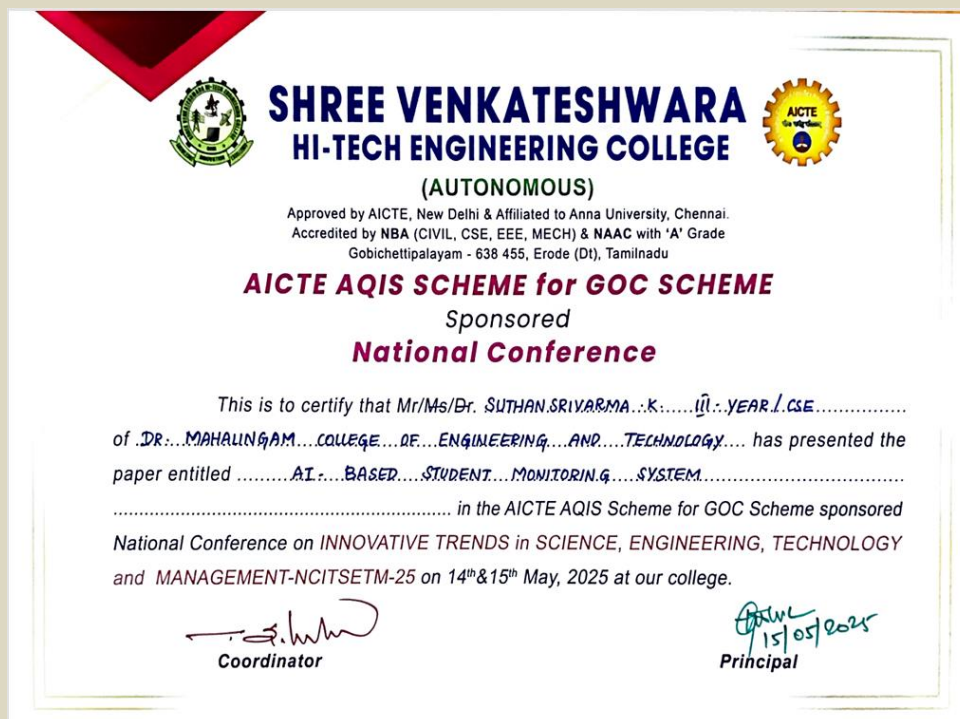 SHREE VENKATESHWARA
HI-TECH ENGINEERING COLLEGE
AICTE
(AUTONOMOUS)
Approved by AICTE, New Delhi & Affiliated to Anna University, Chennai.
Accredited by NBA (CIVIL, CSE, EEE, MECH) & NAAC with ‘A’ Grade
Gobichettipalayam - 638 455, Erode (Dt), Tamilnadu
AICTE AQIS SCHEME for GOC SCHEME
Sponsored
National Conference
This is to certify that Mr/Ms/Dr. SUTHAN SRIVARMA . K. III - YEAR / CSE
of DR. MAHALINGAM COLLEGE OF ENGINEERING AND TECHNOLOGY has presented the
paper entitled AI - BASED STUDENT MONITORING SYSTEM
in the AICTE AQIS Scheme for GOC Scheme sponsored
National Conference on INNOVATIVE TRENDS in SCIENCE, ENGINEERING, TECHNOLOGY
and MANAGEMENT-NCITSETM-25 on 14th&15th May, 2025 at our college.
15/05/2025
Coordinator
Principal